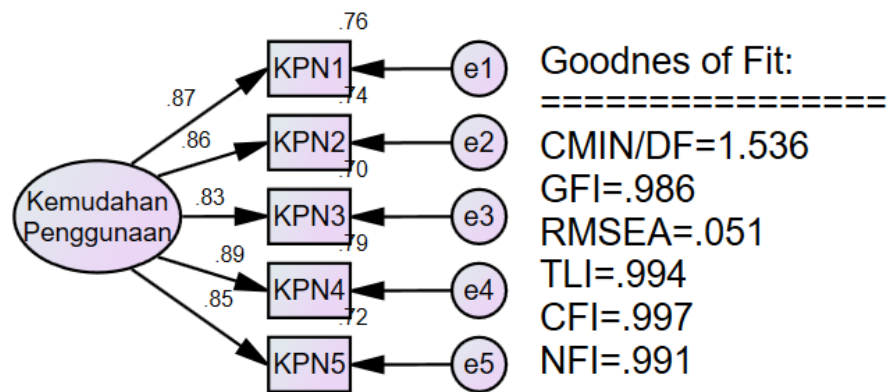 .76
KPN1
e1
.87
.74
KPN2
e2
.86
.70
Kemudahan
Penggunaan
.83
KPN3
e3
.79
.89
KPN4
e4
.72
.85
KPN5
e5
Goodnes of Fit:
================
CMIN/DF=1.536
GFI=.986
RMSEA=.051
TLI=.994
CFI=.997
NFI=.991